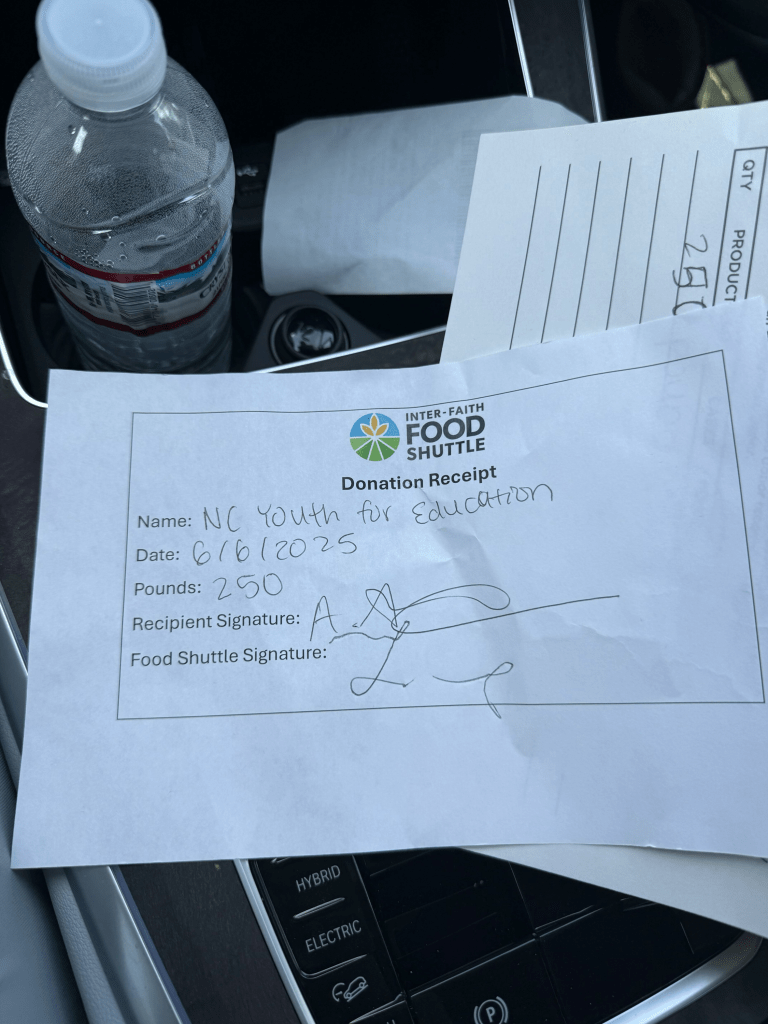 QTY PRODUCT
INTER-FAITH
FOOD
SHUTTLE
Donation Receipt
Name: NC Youth for Education
Date: 6/6/2025
Pounds: 250
Recipient Signature: A.
Food Shuttle Signature:
HYBRID
ELECTRIC
P